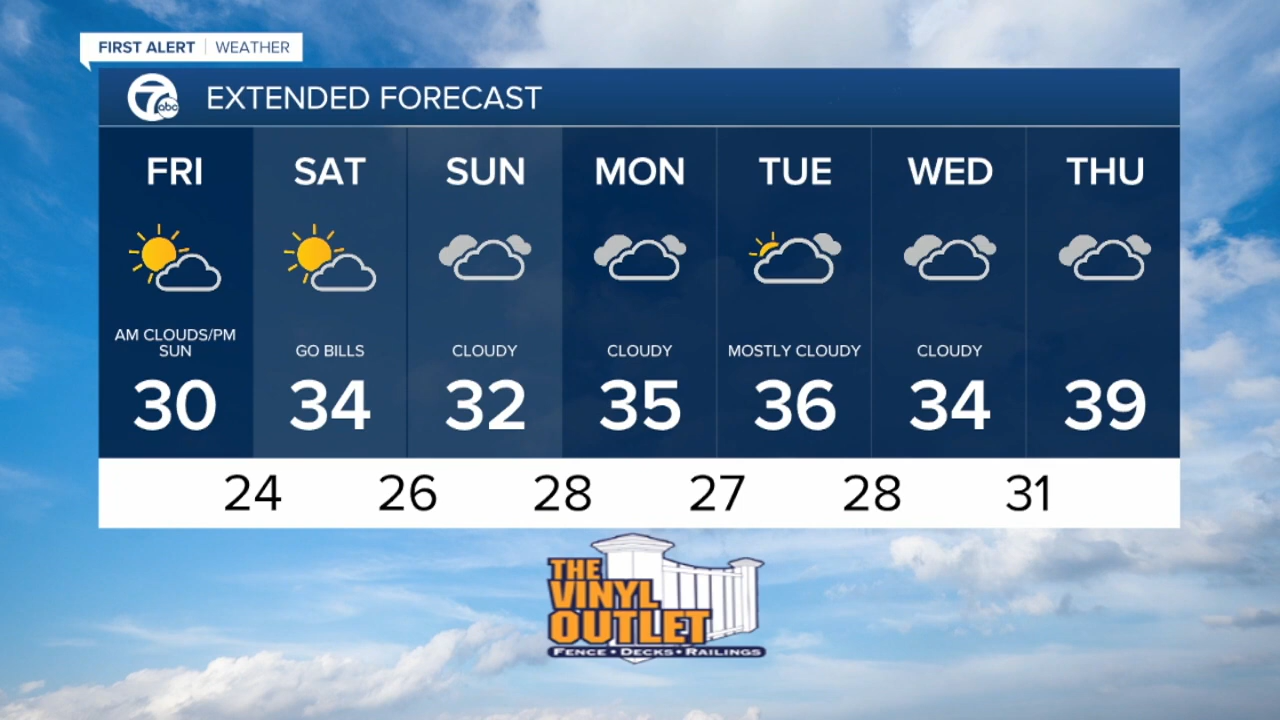 FIRST ALERT | WEATHER
7 abc EXTENDED FORECAST
FRI SAT SUN MON TUE WED THU
AM CLOUDS/PM
SUN GO BILLS CLOUDY CLOUDY MOSTLY CLOUDY CLOUDY
30 34 32 35 36 34 39
24 26 28 27 28 31
THE
VINYL
OUTLET
FENCE • DECKS • RAILINGS